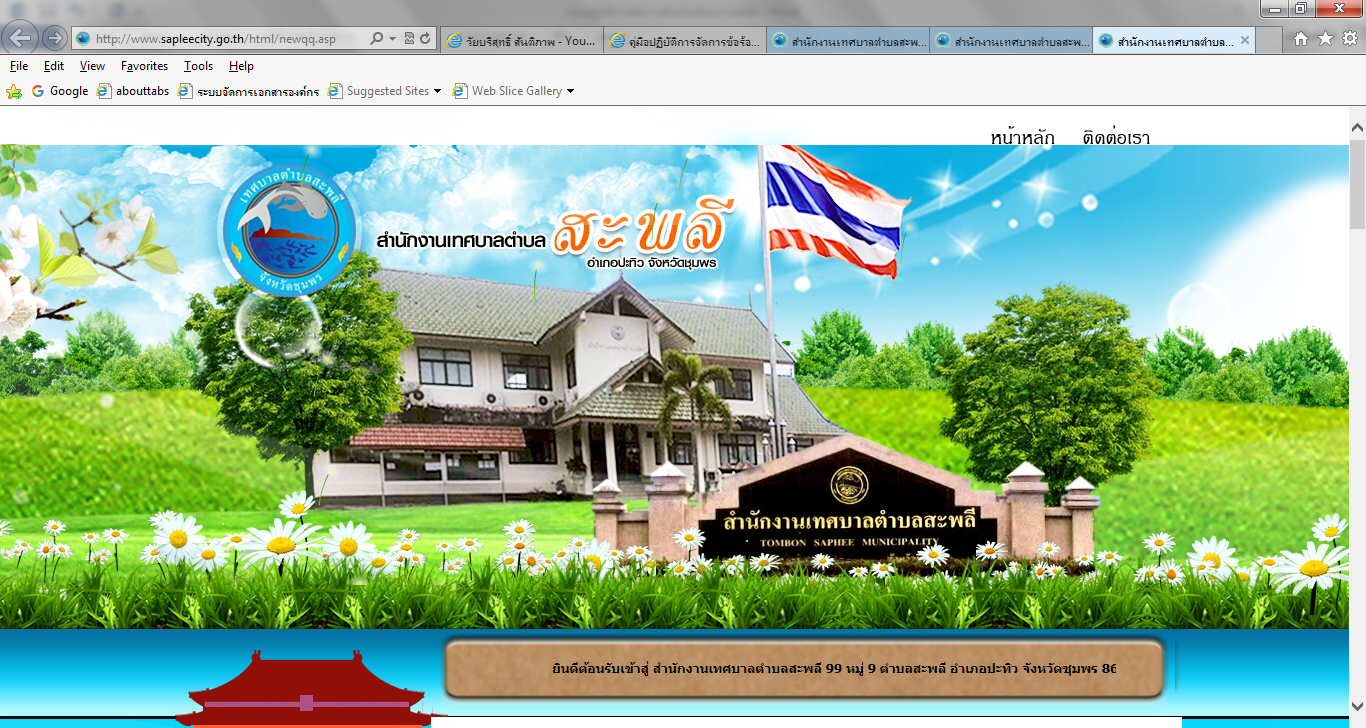 http://www.sapleecity.go.th/html/newqq.asp
วัยบริสุทธิ์ สันติภาพ - You...
คู่มือปฏิบัติการจัดการข้อร้อ...
สำนักงานเทศบาลตำบลสะพ...
สำนักงานเทศบาลตำบลสะพ...
สำนักงานเทศบาลตำบล...
File Edit View Favorites Tools Help
Google abouttabs ระบบจัดการเอกสารองค์กร Suggested Sites Web Slice Gallery
หน้าหลัก ติดต่อเรา
เทศบาลตำบลสะพลี
จังหวัดชุมพร
สำนักงานเทศบาลตำบล สะพลี
อำเภอปะทิว จังหวัดชุมพร
สำนักงานเทศบาลตำบลสะพลี
TOMBON SAPHEE MUNICIPALITY
ยินดีต้อนรับเข้าสู่ สำนักงานเทศบาลตำบลสะพลี 99 หมู่ 9 ตำบลสะพลี อำเภอปะทิว จังหวัดชุมพร 86